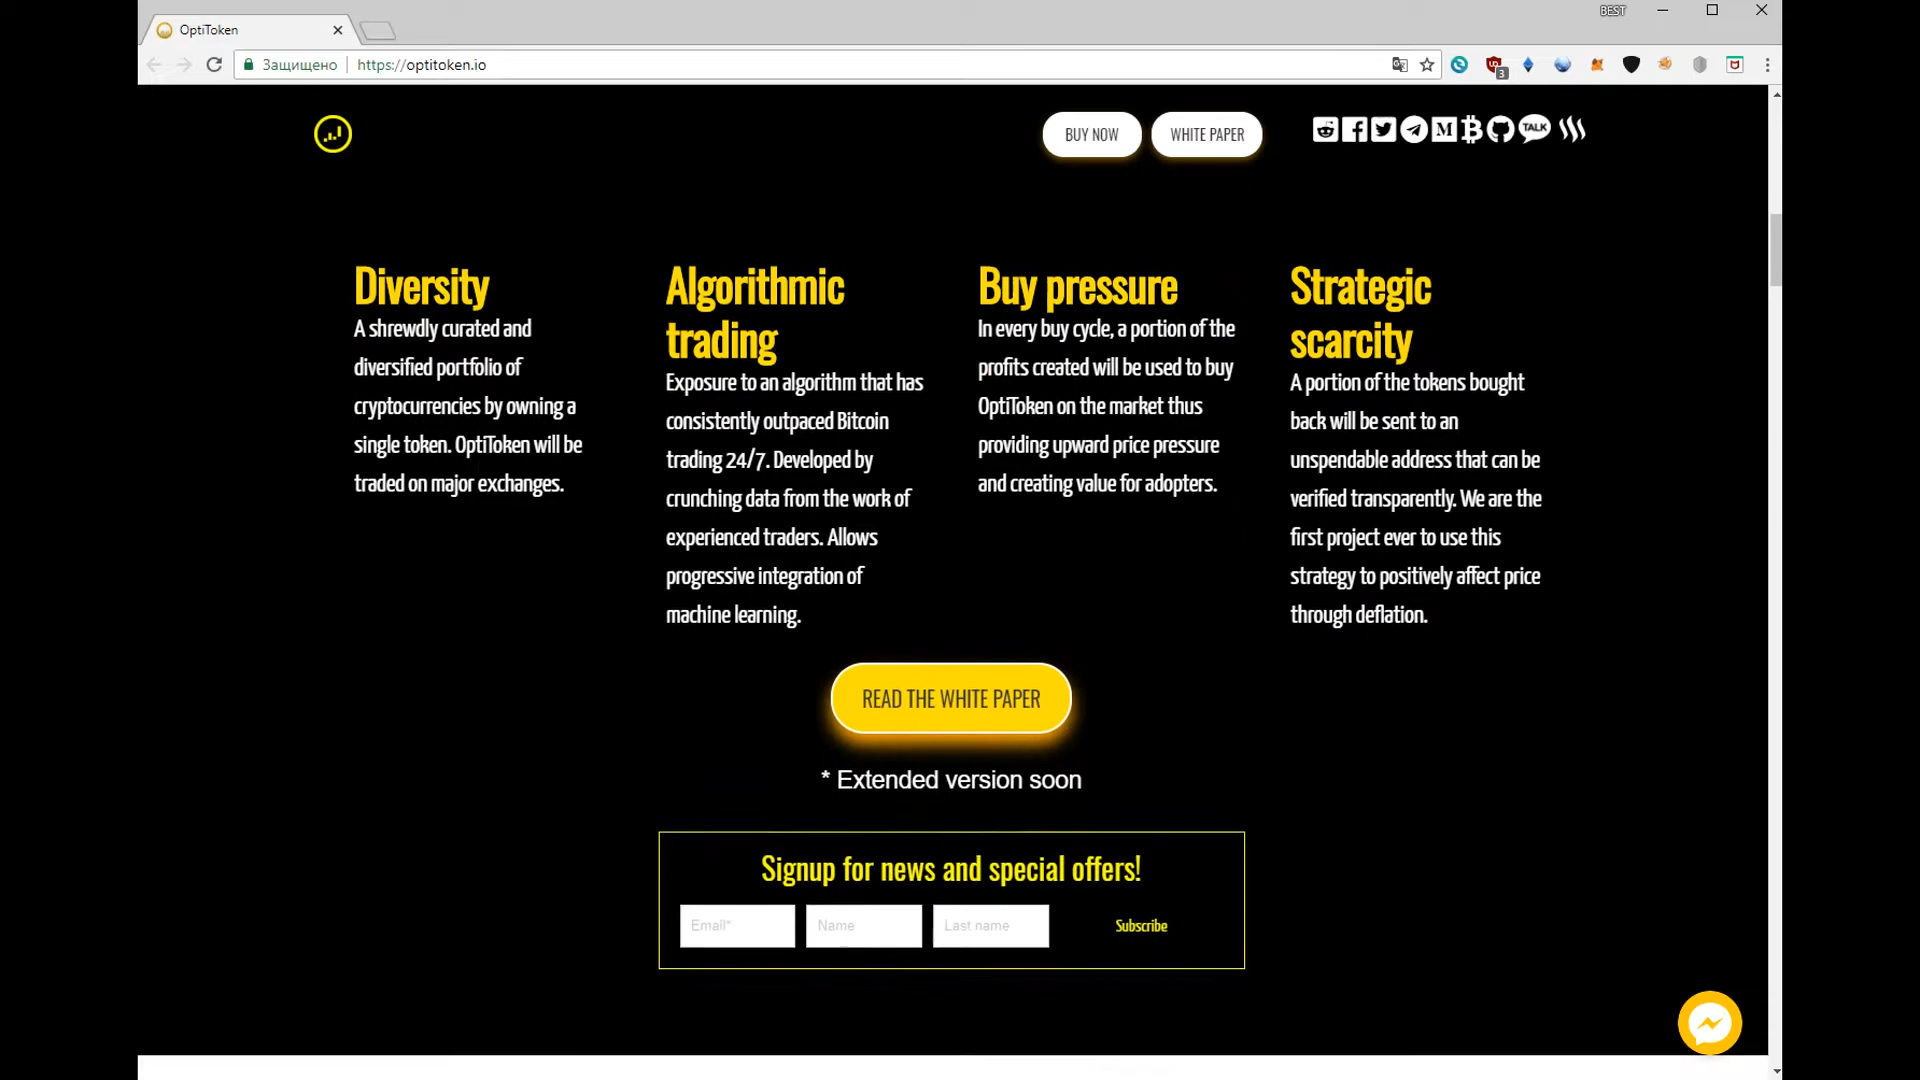 BEST
OptiToken
Защищено
https://optitoken.io
3
BUY NOW
WHITE PAPER
M
TALK
Diversity
A shrewdly curated and
diversified portfolio of
cryptocurrencies by owning a
single token. OptiToken will be
traded on major exchanges.
Algorithmic
trading
Exposure to an algorithm that has
consistently outpaced Bitcoin
trading 24/7. Developed by
crunching data from the work of
experienced traders. Allows
progressive integration of
machine learning.
Buy pressure
In every buy cycle, a portion of the
profits created will be used to buy
OptiToken on the market thus
providing upward price pressure
and creating value for adopters.
Strategic
scarcity
A portion of the tokens bought
back will be sent to an
unspendable address that can be
verified transparently. We are the
first project ever to use this
strategy to positively affect price
through deflation.
READ THE WHITE PAPER
* Extended version soon
Signup for news and special offers!
Email*
Name
Last name
Subscribe